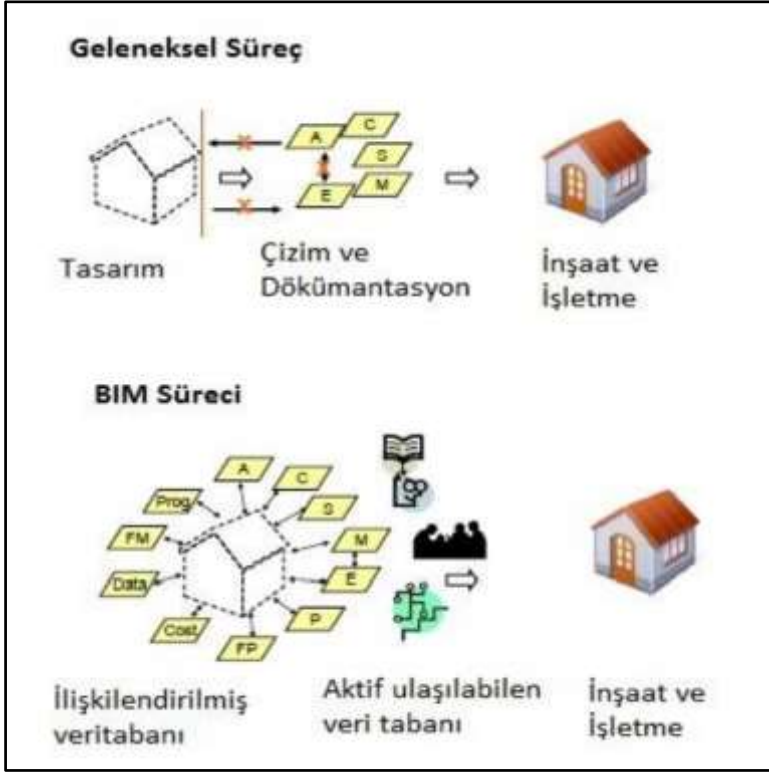 Geleneksel Süreç
A
C
S
E
M
Tasarım
Çizim ve
Dökümantasyon
İnşaat ve
İşletme
BIM Süreci
A
C
Prog
S
FM
M
Data
E
Cost
P
FP
İlişkilendirilmiş
veritabanı
Aktif ulaşılabilen
veri tabanı
İnşaat ve
İşletme